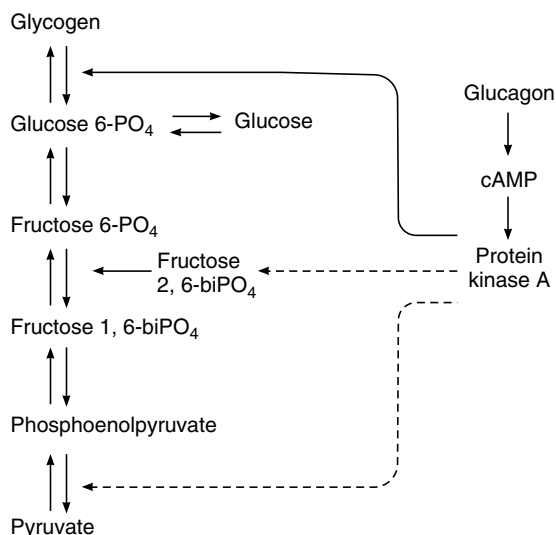 Glycogen
Glucagon
Glucose 6-PO₄
Glucose
cAMP
Fructose 6-PO₄
Protein
kinase A
Fructose
2, 6-biPO₄
Fructose 1, 6-biPO₄
Phosphoenolpyruvate
Pyruvate